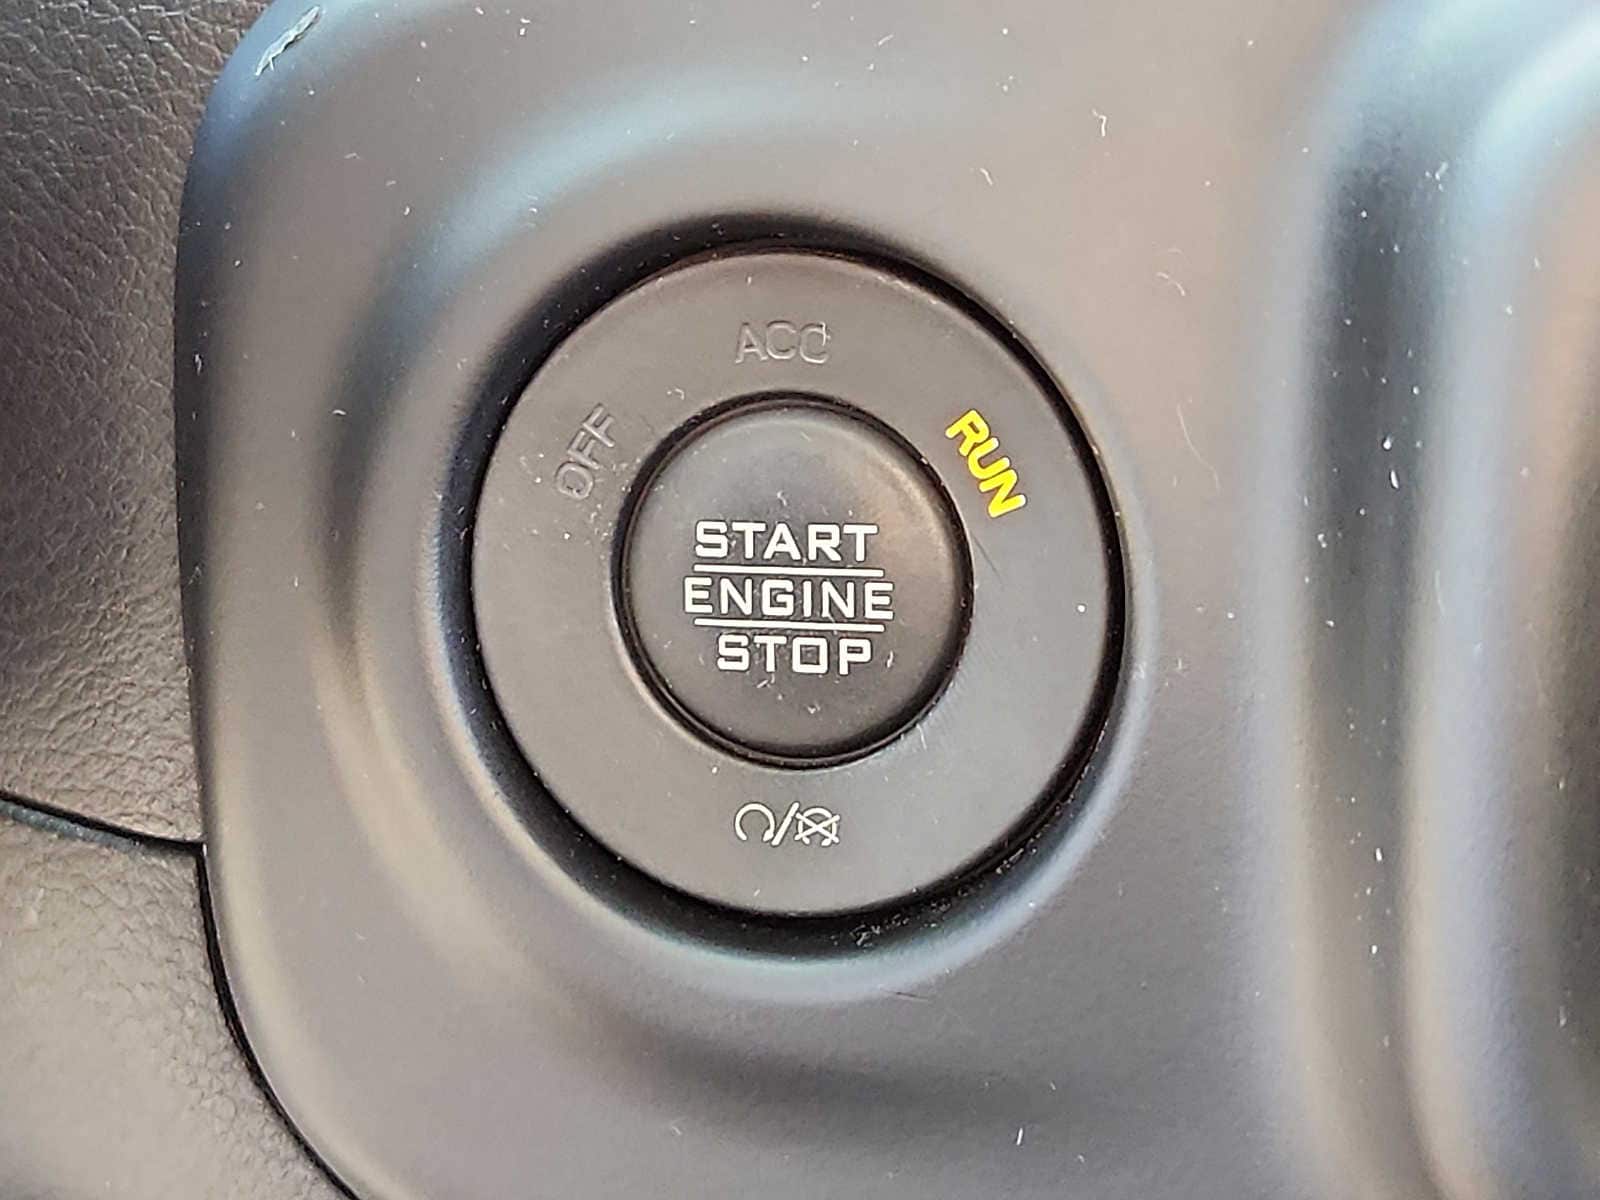 ACC
OFF
RUN
START
ENGINE
STOP